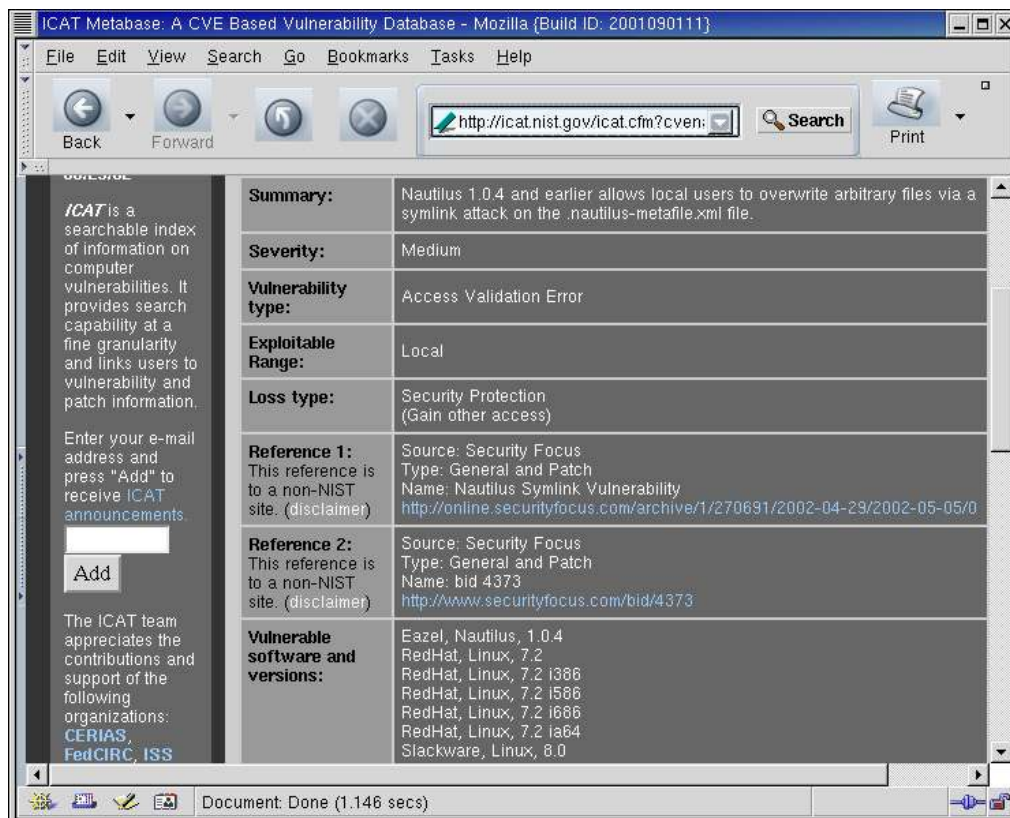 ICAT Metabase: A CVE Based Vulnerability Database - Mozilla {Build ID: 2001090111}
File Edit View Search Go Bookmarks Tasks Help
Back
Forward
http://icat.nist.gov/icat.cfm?cven
Search
Print
ICAT is a
searchable index
of information on
computer
vulnerabilities. It
provides search
capability at a
fine granularity
and links users to
vulnerability and
patch information.
Enter your e-mail
address and
press "Add" to
receive ICAT
announcements.
Add
The ICAT team
appreciates the
contributions and
support of the
following
organizations:
CERIAS,
FedCIRC, ISS
Summary:
Nautilus 1.0.4 and earlier allows local users to overwrite arbitrary files via a
symlink attack on the .nautilus-metafile.xml file.
Severity:
Medium
Vulnerability
type:
Access Validation Error
Exploitable
Range:
Local
Loss type:
Security Protection
(Gain other access)
Reference 1:
This reference is
to a non-NIST
site. (disclaimer)
Source: Security Focus
Type: General and Patch
Name: Nautilus Symlink Vulnerability
http://online.securityfocus.com/archive/1/270691/2002-04-29/2002-05-05/0
Reference 2:
This reference is
to a non-NIST
site. (disclaimer)
Source: Security Focus
Type: General and Patch
Name: bid 4373
http://www.securityfocus.com/bid/4373
Vulnerable
software and
versions:
Eazel, Nautilus, 1.0.4
RedHat, Linux, 7.2
RedHat, Linux, 7.2 i386
RedHat, Linux, 7.2 i586
RedHat, Linux, 7.2 i686
RedHat, Linux, 7.2 ia64
Slackware, Linux, 8.0
Document: Done (1.146 secs)